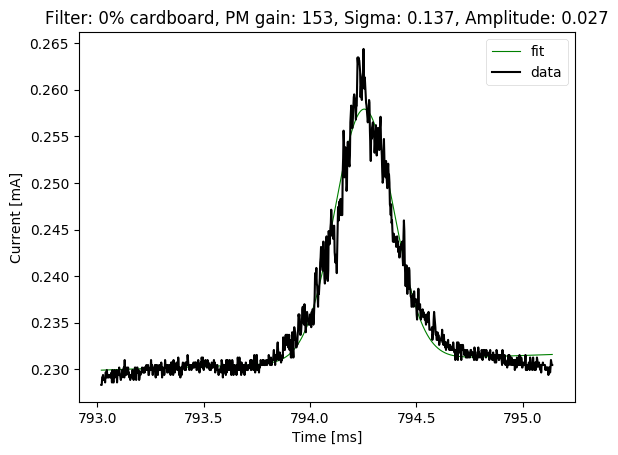 Filter: 0% cardboard, PM gain: 153, Sigma: 0.137, Amplitude: 0.027
fit
data
0.265
0.260
0.255
0.250
0.245
0.240
0.235
0.230
Current [mA]
793.0 793.5 794.0 794.5 795.0
Time [ms]